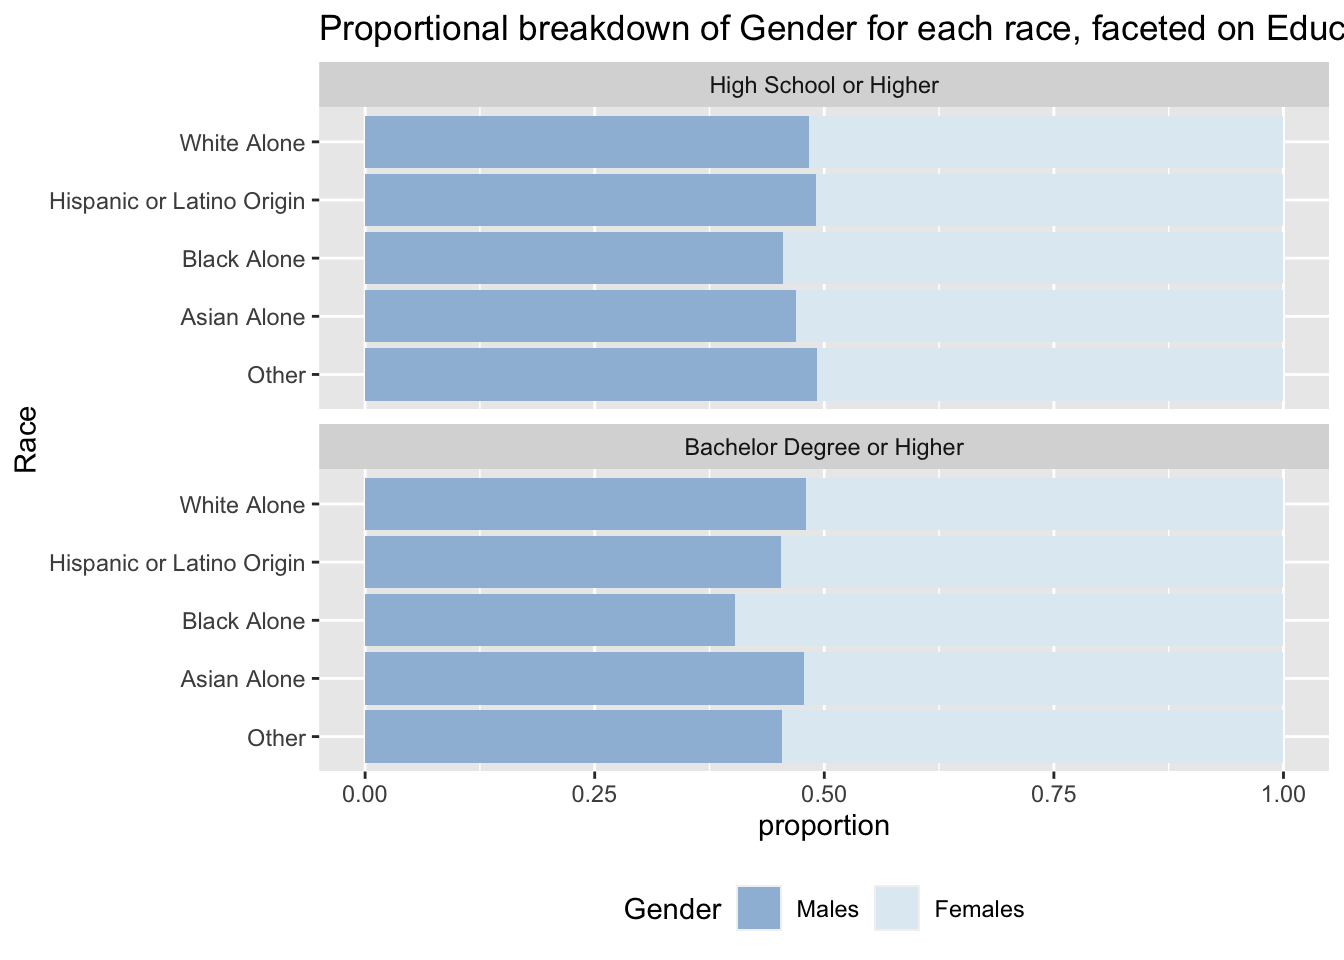 Proportional breakdown of Gender for each race, faceted on Educ
High School or Higher
White Alone
Hispanic or Latino Origin
Black Alone
Asian Alone
Other
Race
Bachelor Degree or Higher
White Alone
Hispanic or Latino Origin
Black Alone
Asian Alone
Other
0.00 0.25 0.50 0.75 1.00
proportion
Gender Males Females